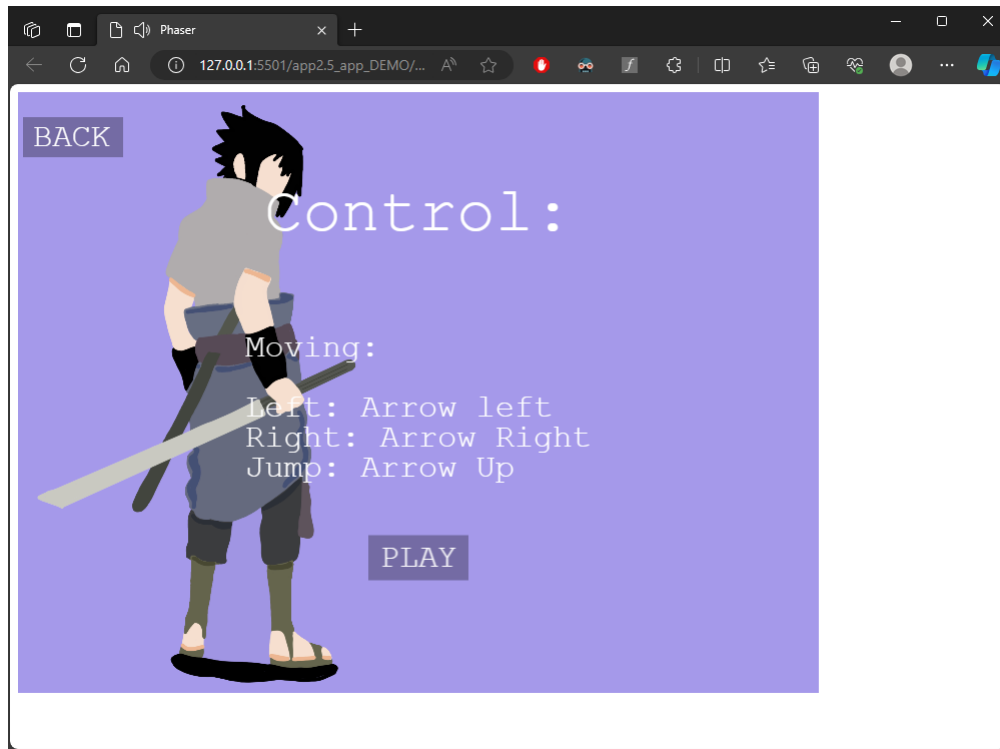 Phaser
127.0.0.1:5501/app2.5_app_DEMO/...
BACK
Control:
Moving:
Left: Arrow left
Right: Arrow Right
Jump: Arrow Up
PLAY